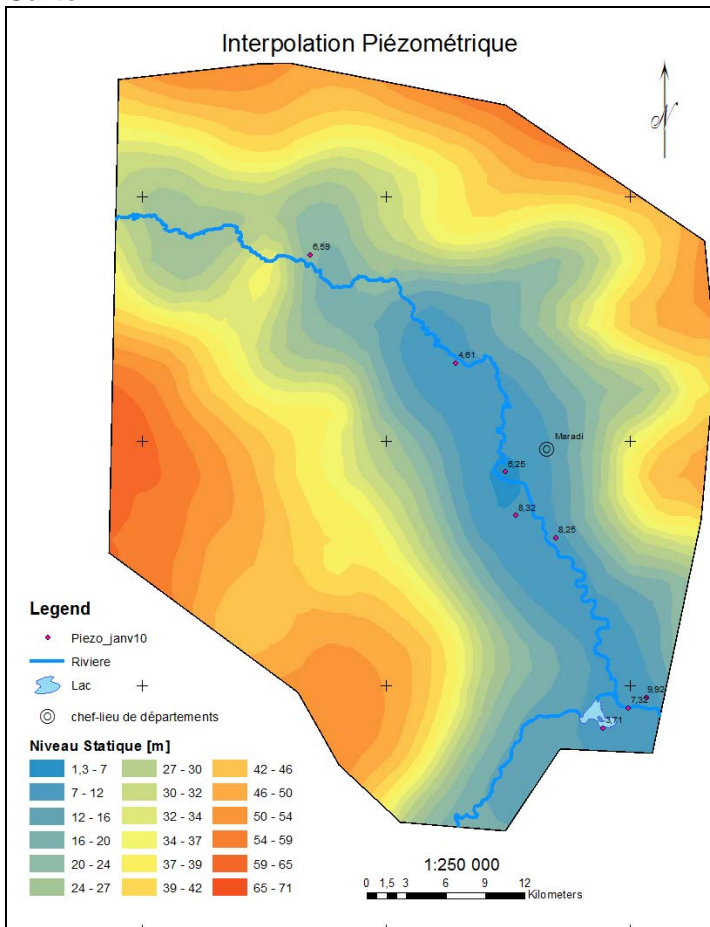 Interpolation Piézométrique
N
6,59
4,61
Maradi
6,25
8,32
8,25
9,92
7,32
3,71
Legend
Piezo_janv10
Riviere
Lac
chef-lieu de départements
Niveau Statique [m]
1,3 - 7 27 - 30 42 - 46
7 - 12 30 - 32 46 - 50
12 - 16 32 - 34 50 - 54
16 - 20 34 - 37 54 - 59
20 - 24 37 - 39 59 - 65
24 - 27 39 - 42 65 - 71
1:250 000
0 1,5 3 6 9 12
Kilometers